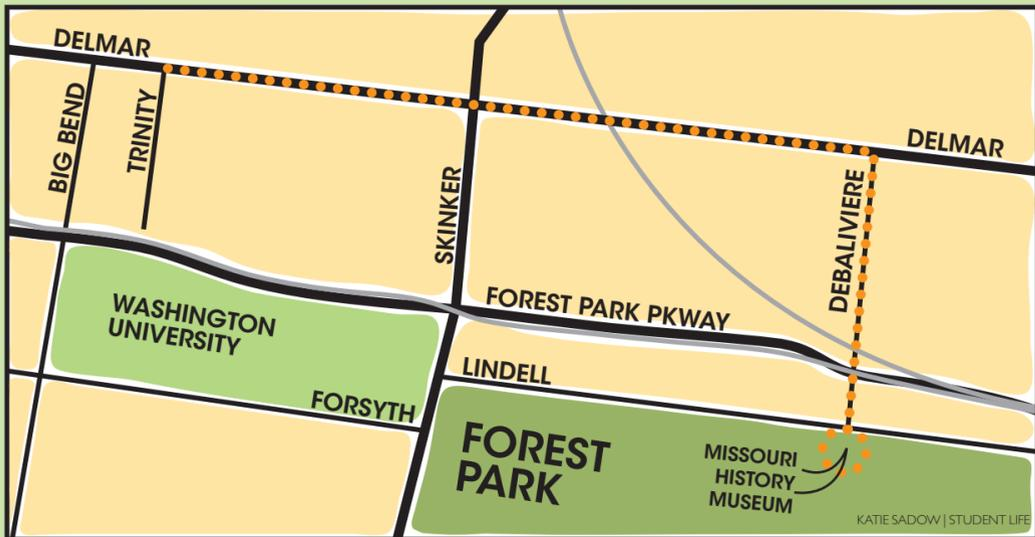 DELMAR
BIG BEND
TRINITY
SKINKER
DELMAR
DEBALIVIERE
WASHINGTON
UNIVERSITY
FOREST PARK PKWAY
LINDELL
FORSYTH
FOREST
PARK
MISSOURI
HISTORY
MUSEUM
KATIE SADOW | STUDENT LIFE